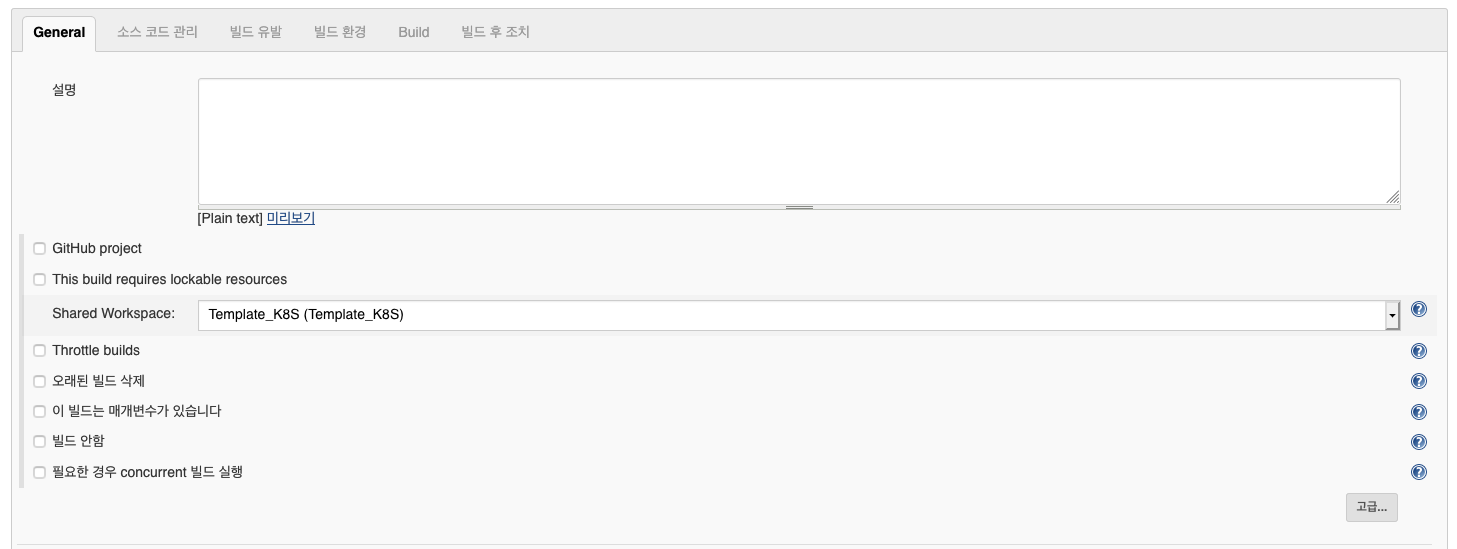 General 소스 코드 관리 빌드 유발 빌드 환경 Build 빌드 후 조치
설명
[Plain text] 미리보기
GitHub project
This build requires lockable resources
Shared Workspace: Template_K8S (Template_K8S)
Throttle builds
오래된 빌드 삭제
이 빌드는 매개변수가 있습니다
빌드 안함
필요한 경우 concurrent 빌드 실행
고급...